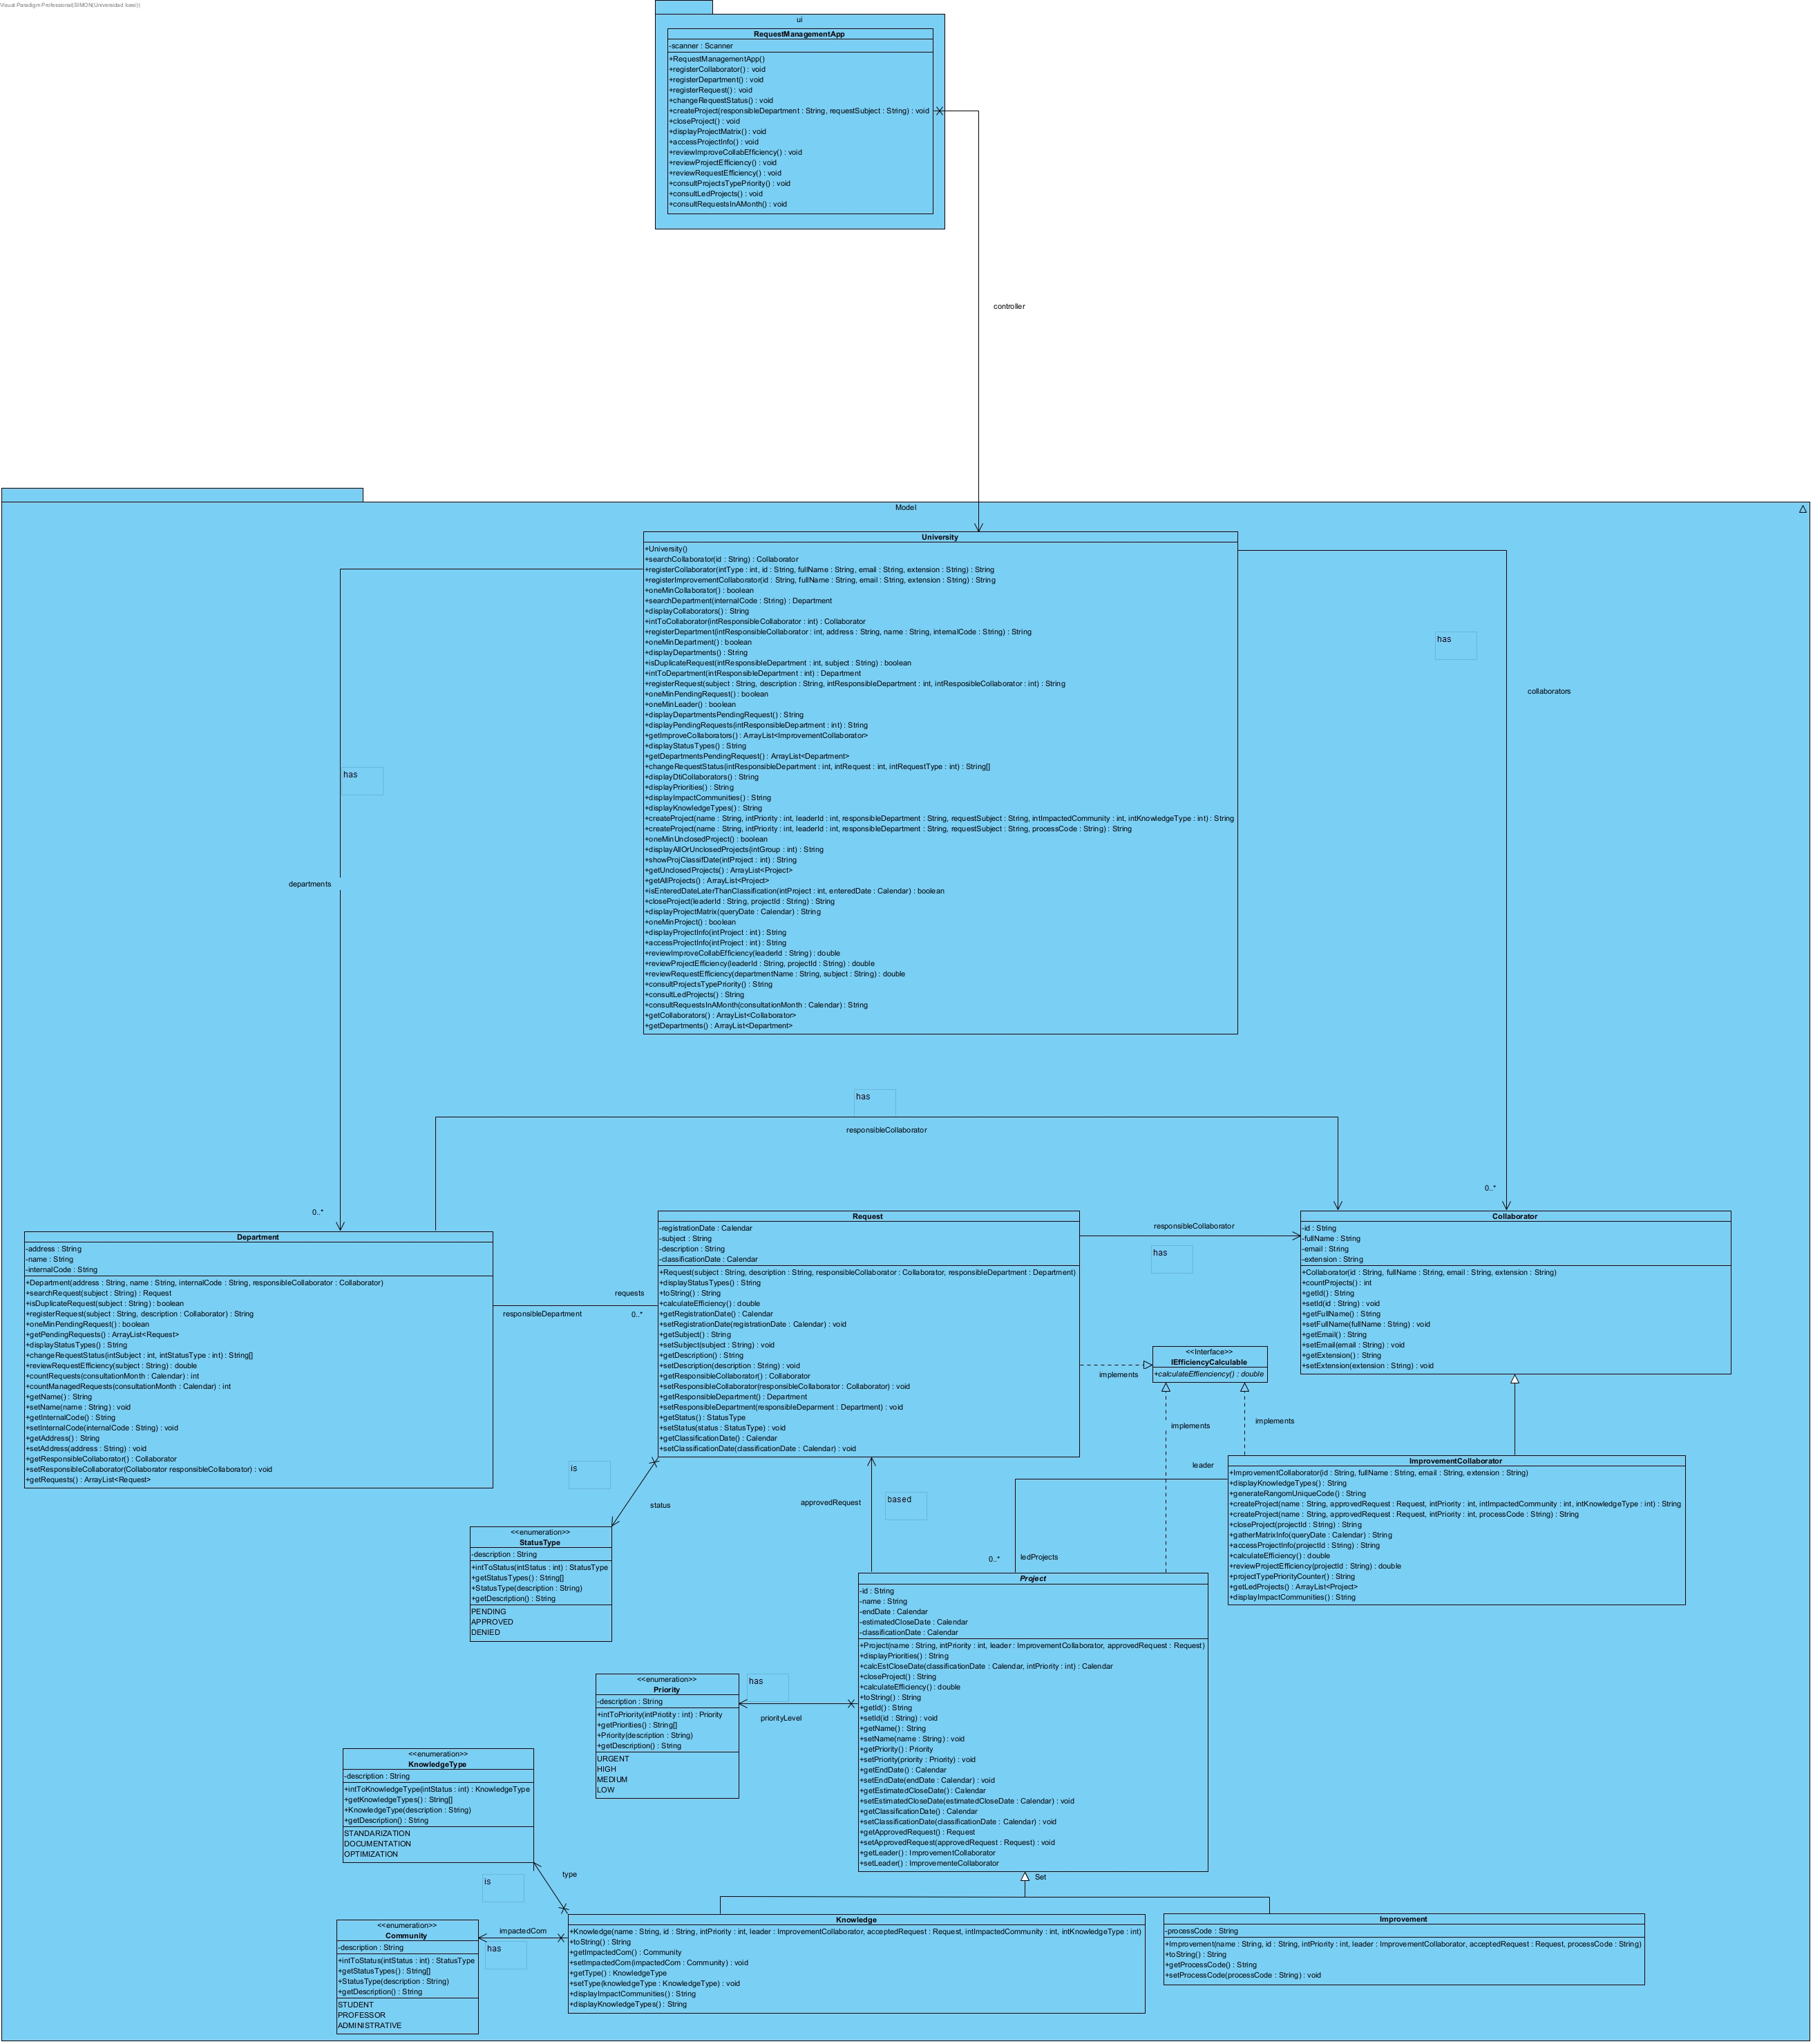 Visual Paradigm Professional(SIMON(Universidad Icesi))
ui
RequestManagementApp
-scanner : Scanner
+RequestManagementApp()
+registerCollaborator() : void
+registerDepartment() : void
+registerRequest() : void
+changeRequestStatus() : void
+createProject(responsibleDepartment : String, requestSubject : String) : void
+closeProject() : void
+displayProjectMatrix() : void
+accessProjectInfo() : void
+reviewImproveCollabEfficiency() : void
+reviewProjectEfficiency() : void
+reviewRequestEfficiency() : void
+consultProjectsTypePriority() : void
+consultLedProjects() : void
+consultRequestsInAMonth() : void
controller
Model
University
+University()
+searchCollaborator(id : String) : Collaborator
+registerCollaborator(intType : int, id : String, fullName : String, email : String, extension : String) : String
+registerImprovementCollaborator(id : String, fullName : String, email : String, extension : String) : String
+oneMinCollaborator() : boolean
+searchDepartment(internalCode : String) : Department
+displayCollaborators() : String
+intToCollaborator(intResponsibleCollaborator : int) : Collaborator
+registerDepartment(intResponsibleCollaborator : int, address : String, name : String, internalCode : String) : String
+oneMinDepartment() : boolean
+displayDepartments() : String
+isDuplicateRequest(intResponsibleDepartment : int, subject : String) : boolean
+intToDepartment(intResponsibleDepartment : int) : Department
+registerRequest(subject : String, description : String, intResponsibleDepartment : int, intResposibleCollaborator : int) : String
+oneMinPendingRequest() : boolean
+oneMinLeader() : boolean
+displayDepartmentsPendingRequest() : String
+displayPendingRequests(intResponsibleDepartment : int) : String
+getImproveCollaborators() : ArrayList<ImprovementCollaborator>
+displayStatusTypes() : String
+getDepartmentsPendingRequest() : ArrayList<Department>
+changeRequestStatus(intResponsibleDepartment : int, intRequest : int, intRequestType : int) : String[]
+displayDtiCollaborators() : String
+displayPriorities() : String
+displayImpactCommunities() : String
+displayKnowledgeTypes() : String
+createProject(name : String, intPriority : int, leaderId : int, responsibleDepartment : String, requestSubject : String, intImpactedCommunity : int, intKnowledgeType : int) : String
+createProject(name : String, intPriority : int, leaderId : int, responsibleDepartment : String, requestSubject : String, processCode : String) : String
+oneMinUnclosedProject() : boolean
+displayAllOrUnclosedProjects(intGroup : int) : String
+showProjClassifDate(intProject : int) : String
+getUnclosedProjects() : ArrayList<Project>
+getAllProjects() : ArrayList<Project>
+isEnteredDateLaterThanClassification(intProject : int, enteredDate : Calendar) : boolean
+closeProject(leaderId : String, projectId : String) : String
+displayProjectMatrix(queryDate : Calendar) : String
+oneMinProject() : boolean
+displayProjectInfo(intProject : int) : String
+accessProjectInfo(intProject : int) : String
+reviewImproveCollabEfficiency(leaderId : String) : double
+reviewProjectEfficiency(leaderId : String, projectId : String) : double
+reviewRequestEfficiency(departmentName : String, subject : String) : double
+consultProjectsTypePriority() : String
+consultLedProjects() : String
+consultRequestsInAMonth(consultationMonth : Calendar) : String
+getCollaborators() : ArrayList<Collaborator>
+getDepartments() : ArrayList<Department>
has
collaborators
has
departments
has
responsibleCollaborator
0..*
0..*
Department
-address : String
-name : String
-internalCode : String
+Department(address : String, name : String, internalCode : String, responsibleCollaborator : Collaborator)
+searchRequest(subject : String) : Request
+isDuplicateRequest(subject : String) : boolean
+registerRequest(subject : String, description : Collaborator) : String
+oneMinPendingRequest() : boolean
+getPendingRequests() : ArrayList<Request>
+displayStatusTypes() : String
+changeRequestStatus(intSubject : int, intStatusType : int) : String[]
+reviewRequestEfficiency(subject : String) : double
+countRequests(consultationMonth : Calendar) : int
+countManagedRequests(consultationMonth : Calendar) : int
+getName() : String
+setName(name : String) : void
+getInternalCode() : String
+setInternalCode(internalCode : String) : void
+getAddress() : String
+setAddress(address : String) : void
+getResponsibleCollaborator() : Collaborator
+setResponsibleCollaborator(Collaborator responsibleCollaborator) : void
+getRequests() : ArrayList<Request>
requests
responsibleDepartment
0..*
Request
-registrationDate : Calendar
-subject : String
-description : String
-classificationDate : Calendar
+Request(subject : String, description : String, responsibleCollaborator : Collaborator, responsibleDepartment : Department)
+displayStatusTypes() : String
+toString() : String
+calculateEfficiency() : double
+getRegistrationDate() : Calendar
+setRegistrationDate(registrationDate : Calendar) : void
+getSubject() : String
+setSubject(subject : String) : void
+getDescription() : String
+setDescription(description : String) : void
+getResponsibleCollaborator() : Collaborator
+setResponsibleCollaborator(responsibleCollaborator : Collaborator) : void
+getResponsibleDepartment() : Department
+setResponsibleDepartment(responsibleDeparment : Department) : void
+getStatus() : StatusType
+setStatus(status : StatusType) : void
+getClassificationDate() : Calendar
+setClassificationDate(classificationDate : Calendar) : void
responsibleCollaborator
has
Collaborator
-id : String
-fullName : String
-email : String
-extension : String
+Collaborator(id : String, fullName : String, email : String, extension : String)
+countProjects() : int
+getId() : String
+setId(id : String) : void
+getFullName() : String
+setFullName(fullName : String) : void
+getEmail() : String
+setEmail(email : String) : void
+getExtension() : String
+setExtension(extension : String) : void
<<Interface>>
IEfficiencyCalculable
+calculateEffienciency() : double
implements
implements
implements
is
status
approvedRequest
based
leader
0..*
ledProjects
ImprovementCollaborator
+ImprovementCollaborator(id : String, fullName : String, email : String, extension : String)
+displayKnowledgeTypes() : String
+generateRangomUniqueCode() : String
+createProject(name : String, approvedRequest : Request, intPriority : int, intImpactedCommunity : int, intKnowledgeType : int) : String
+createProject(name : String, approvedRequest : Request, intPriority : int, processCode : String) : String
+closeProject(projectId : String) : String
+gatherMatrixInfo(queryDate : Calendar) : String
+accessProjectInfo(projectId : String) : String
+calculateEfficiency() : double
+reviewProjectEfficiency(projectId : String) : double
+projectTypePriorityCounter() : String
+getLedProjects() : ArrayList<Project>
+displayImpactCommunities() : String
<<enumeration>>
StatusType
-description : String
+intToStatus(intStatus : int) : StatusType
+getStatusTypes() : String[]
+StatusType(description : String)
+getDescription() : String
PENDING
APPROVED
DENIED
Project
-id : String
-name : String
-endDate : Calendar
-estimatedCloseDate : Calendar
-classificationDate : Calendar
+Project(name : String, intPriority : int, leader : ImprovementCollaborator, approvedRequest : Request)
+displayPriorities() : String
+calcEstCloseDate(classificationDate : Calendar, intPriority : int) : Calendar
+closeProject() : String
+calculateEfficiency() : double
+toString() : String
+getId() : String
+setId(id : String) : void
+getName() : String
+setName(name : String) : void
+getPriority() : Priority
+setPriority(priority : Priority) : void
+getEndDate() : Calendar
+setEndDate(endDate : Calendar) : void
+getEstimatedCloseDate() : Calendar
+setEstimatedCloseDate(estimatedCloseDate : Calendar) : void
+getClassificationDate() : Calendar
+setClassificationDate(classificationDate : Calendar) : void
+getApprovedRequest() : Request
+setApprovedRequest(approvedRequest : Request) : void
+getLeader() : ImprovementCollaborator
+setLeader() : ImprovementeCollaborator
<<enumeration>>
Priority
-description : String
+intToPriority(intPriotity : int) : Priority
+getPriorities() : String[]
+Priority(description : String)
+getDescription() : String
URGENT
HIGH
MEDIUM
LOW
has
priorityLevel
<<enumeration>>
KnowledgeType
-description : String
+intToKnowledgeType(intStatus : int) : KnowledgeType
+getKnowledgeTypes() : String[]
+KnowledgeType(description : String)
+getDescription() : String
STANDARIZATION
DOCUMENTATION
OPTIMIZATION
is
type
Set
<<enumeration>>
Community
-description : String
+intToStatus(intStatus : int) : StatusType
+getStatusTypes() : String[]
+StatusType(description : String)
+getDescription() : String
STUDENT
PROFESSOR
ADMINISTRATIVE
impactedCom
has
Knowledge
+Knowledge(name : String, id : String, intPriority : int, leader : ImprovementCollaborator, acceptedRequest : Request, intImpactedCommunity : int, intKnowledgeType : int)
+toString() : String
+getImpactedCom() : Community
+setImpactedCom(impactedCom : Community) : void
+getType() : KnowledgeType
+setType(knowledgeType : KnowledgeType) : void
+displayImpactCommunities() : String
+displayKnowledgeTypes() : String
Improvement
-processCode : String
+Improvement(name : String, id : String, intPriority : int, leader : ImprovementCollaborator, acceptedRequest : Request, processCode : String)
+toString() : String
+getProcessCode() : String
+setProcessCode(processCode : String) : void